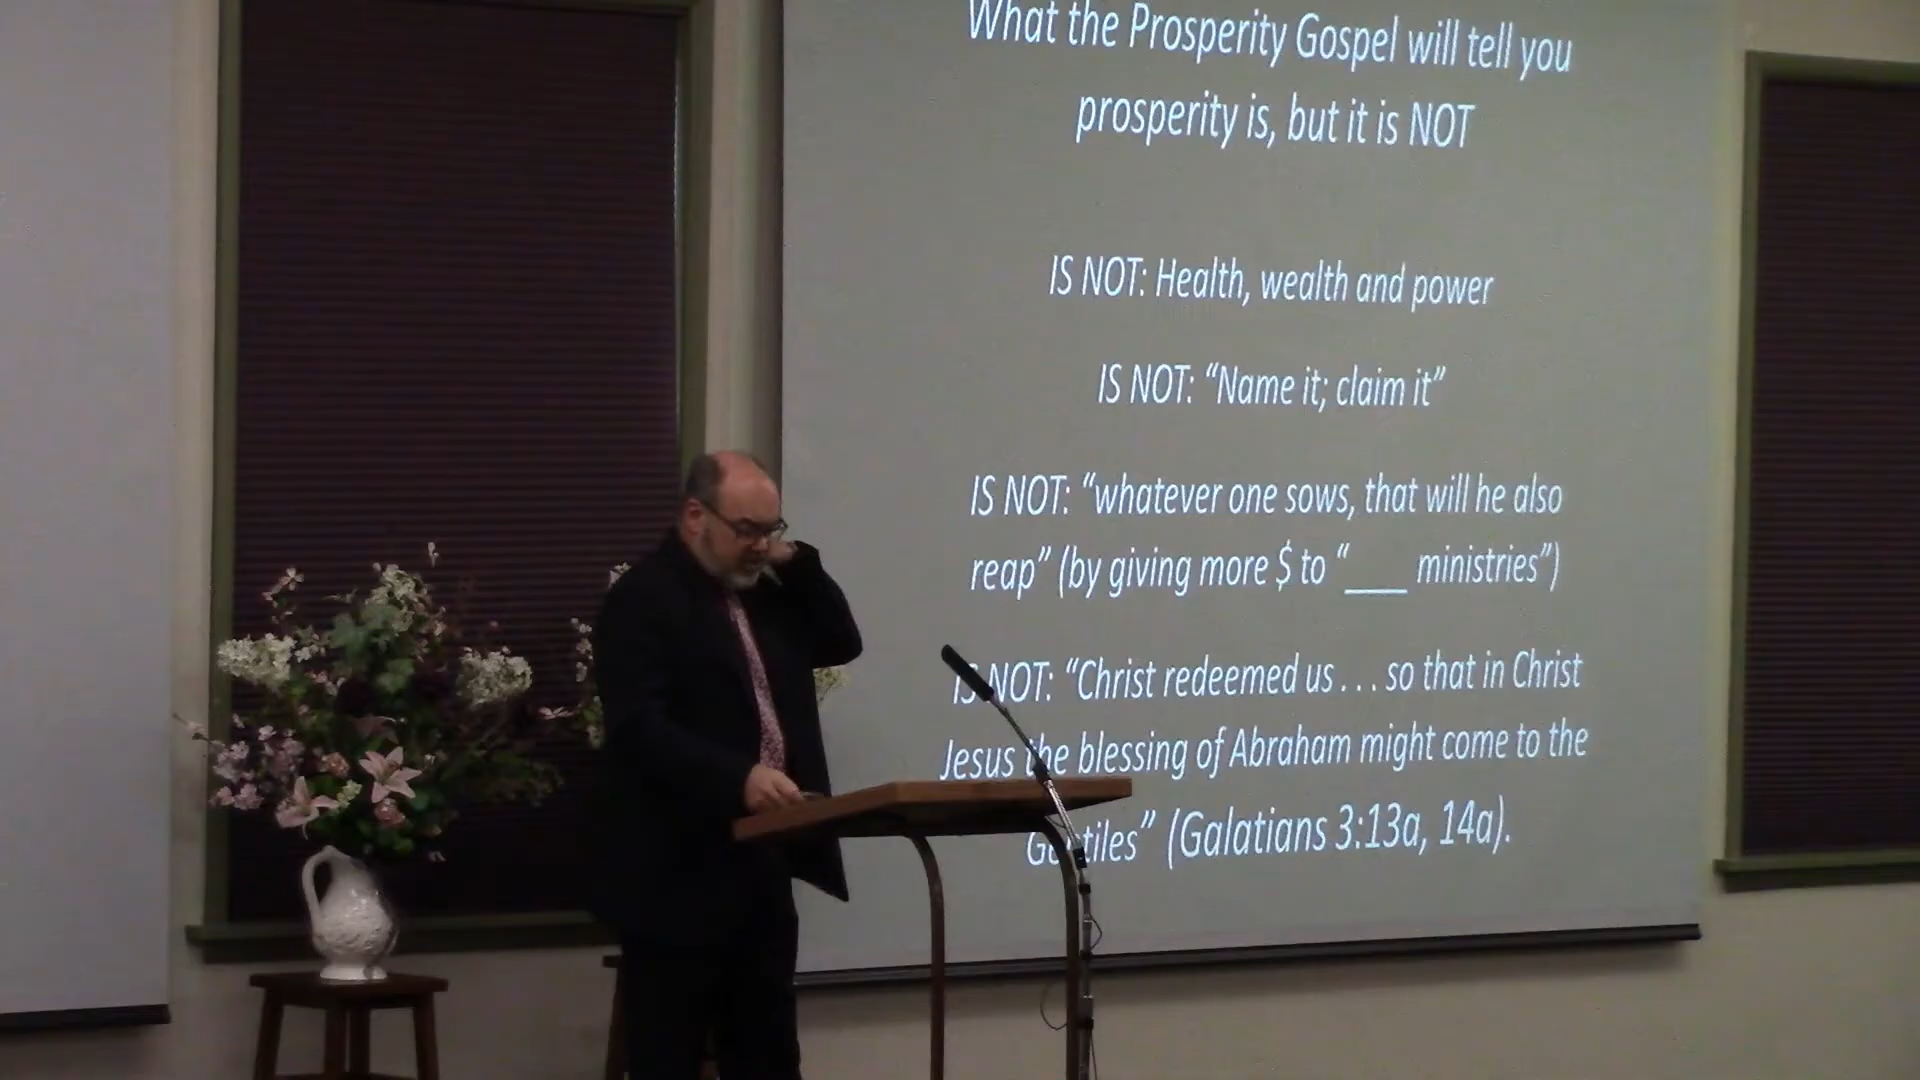 What the Prosperity Gospel will tell you
prosperity is, but it is NOT
IS NOT: Health, wealth and power
IS NOT: “Name it; claim it”
IS NOT: “whatever one sows, that will he also
reap” (by giving more $ to “____ ministries”)
IS NOT: “Christ redeemed us . . . so that in Christ
Jesus the blessing of Abraham might come to the
Gentiles” (Galatians 3:13a, 14a).